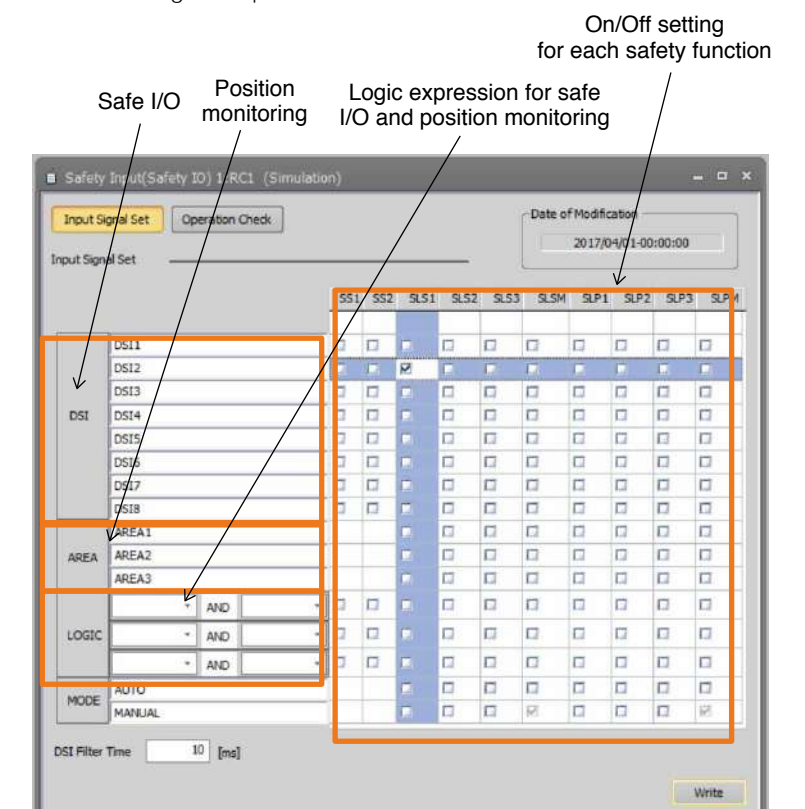 On/Off setting
for each safety function
Safe I/O
Position
monitoring
Logic expression for safe
I/O and position monitoring
Safety Input(Safety IO) 1:RC1 (Simulation)
Input Signal Set
Operation Check
Date of Modification
2017/04/01-00:00:00
Input Signal Set
SS1 SS2 SLS1 SLS2 SLS3 SLSM SLP1 SLP2 SLP3 SLPM
DSI
DSI1
DSI2
DSI3
DSI4
DSI5
DSI6
DSI7
DSI8
AREA
AREA1
AREA2
AREA3
LOGIC
AND
AND
AND
MODE
AUTO
MANUAL
DSI Filter Time 10 [ms]
Write